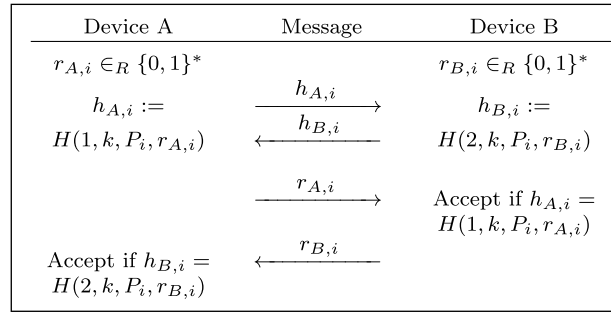 Device A Message Device B
r_{A,i} ∈_R {0, 1}* r_{B,i} ∈_R {0, 1}*
h_{A,i} := h_{A,i} h_{B,i} :=
H(1, k, P_i, r_{A,i}) h_{B,i} H(2, k, P_i, r_{B,i})
r_{A,i} Accept if h_{A,i} =
H(1, k, P_i, r_{A,i})
Accept if h_{B,i} = r_{B,i}
H(2, k, P_i, r_{B,i})